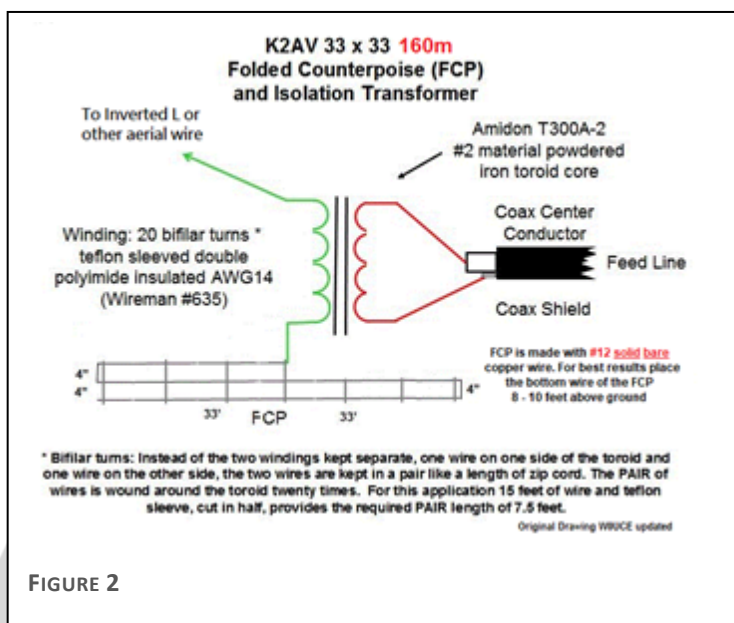 K2AV 33 x 33 160m
Folded Counterpoise (FCP)
and Isolation Transformer
To Inverted L or
other aerial wire
Amidon T300A-2
#2 material powdered
iron toroid core
Winding: 20 bifilar turns *
teflon sleeved double
polyimide insulated AWG14
(Wireman #635)
Coax Center
Conductor
Feed Line
Coax Shield
4"
4"
33'
FCP
33'
4"
FCP is made with #12 solid bare
copper wire. For best results place
the bottom wire of the FCP
8 - 10 feet above ground
* Bifilar turns: Instead of the two windings kept separate, one wire on one side of the toroid and
one wire on the other side, the two wires are kept in a pair like a length of zip cord. The PAIR of
wires is wound around the toroid twenty times. For this application 15 feet of wire and teflon
sleeve, cut in half, provides the required PAIR length of 7.5 feet.
Original Drawing W0UCE updated
FIGURE 2